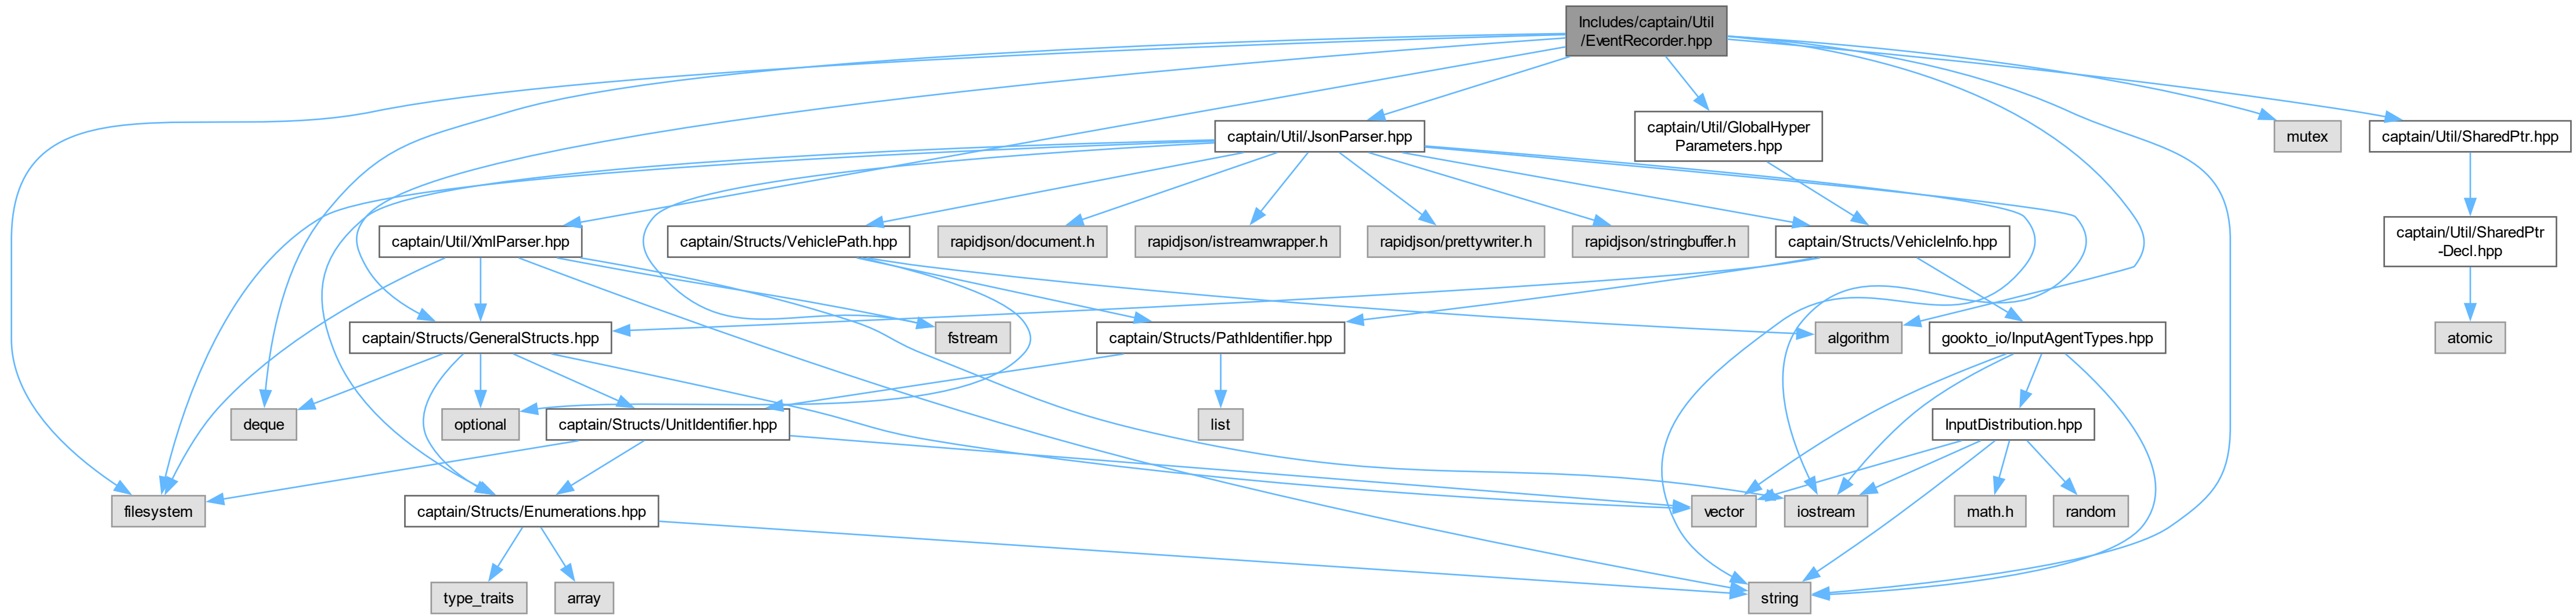 Includes/captain/Util
/EventRecorder.hpp
captain/Util/JsonParser.hpp
captain/Util/GlobalHyper
Parameters.hpp
mutex
captain/Util/SharedPtr.hpp
captain/Util/XmlParser.hpp
captain/Structs/VehiclePath.hpp
rapidjson/document.h
rapidjson/istreamwrapper.h
rapidjson/prettywriter.h
rapidjson/stringbuffer.h
captain/Structs/VehicleInfo.hpp
captain/Util/SharedPtr
-Decl.hpp
captain/Structs/GeneralStructs.hpp
fstream
captain/Structs/PathIdentifier.hpp
algorithm
gookto_io/InputAgentTypes.hpp
atomic
deque
optional
captain/Structs/UnitIdentifier.hpp
list
InputDistribution.hpp
filesystem
captain/Structs/Enumerations.hpp
vector
iostream
math.h
random
type_traits
array
string